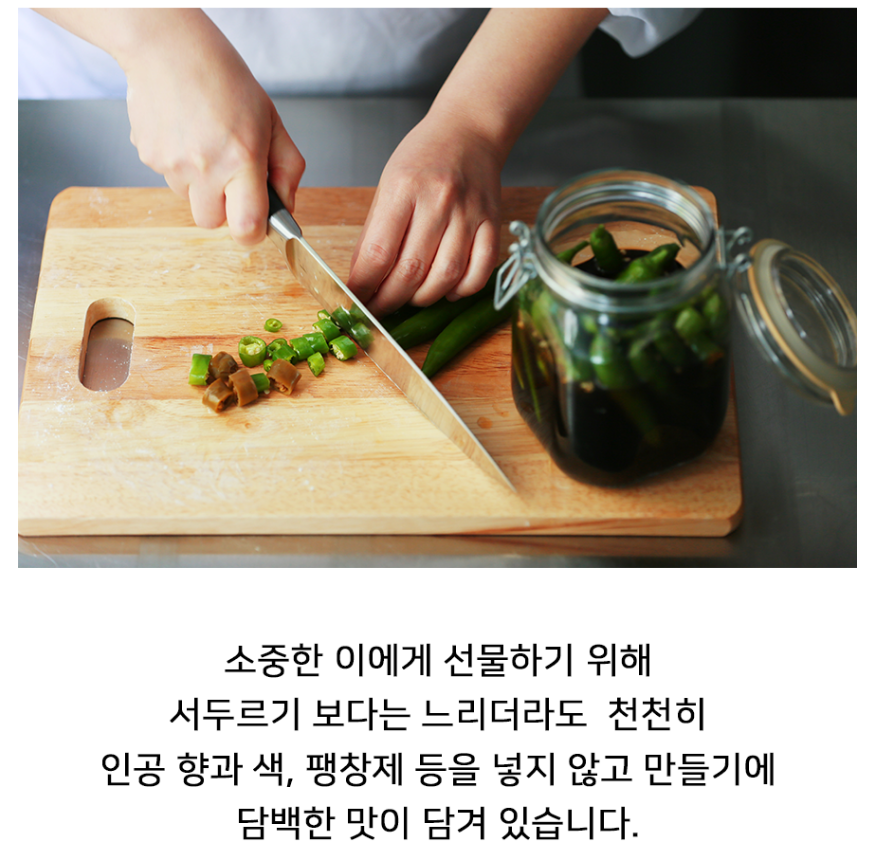 소중한 이에게 선물하기 위해
서두르기 보다는 느리더라도 천천히
인공 향과 색, 팽창제 등을 넣지 않고 만들기에
담백한 맛이 담겨 있습니다.